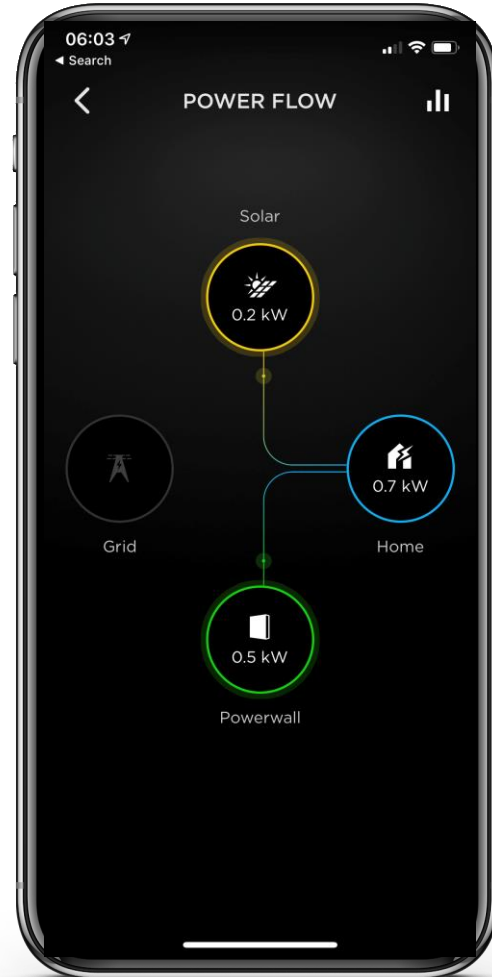 06:03
◀ Search
POWER FLOW
Solar
0.2 kW
0.7 kW
Grid
Home
0.5 kW
Powerwall